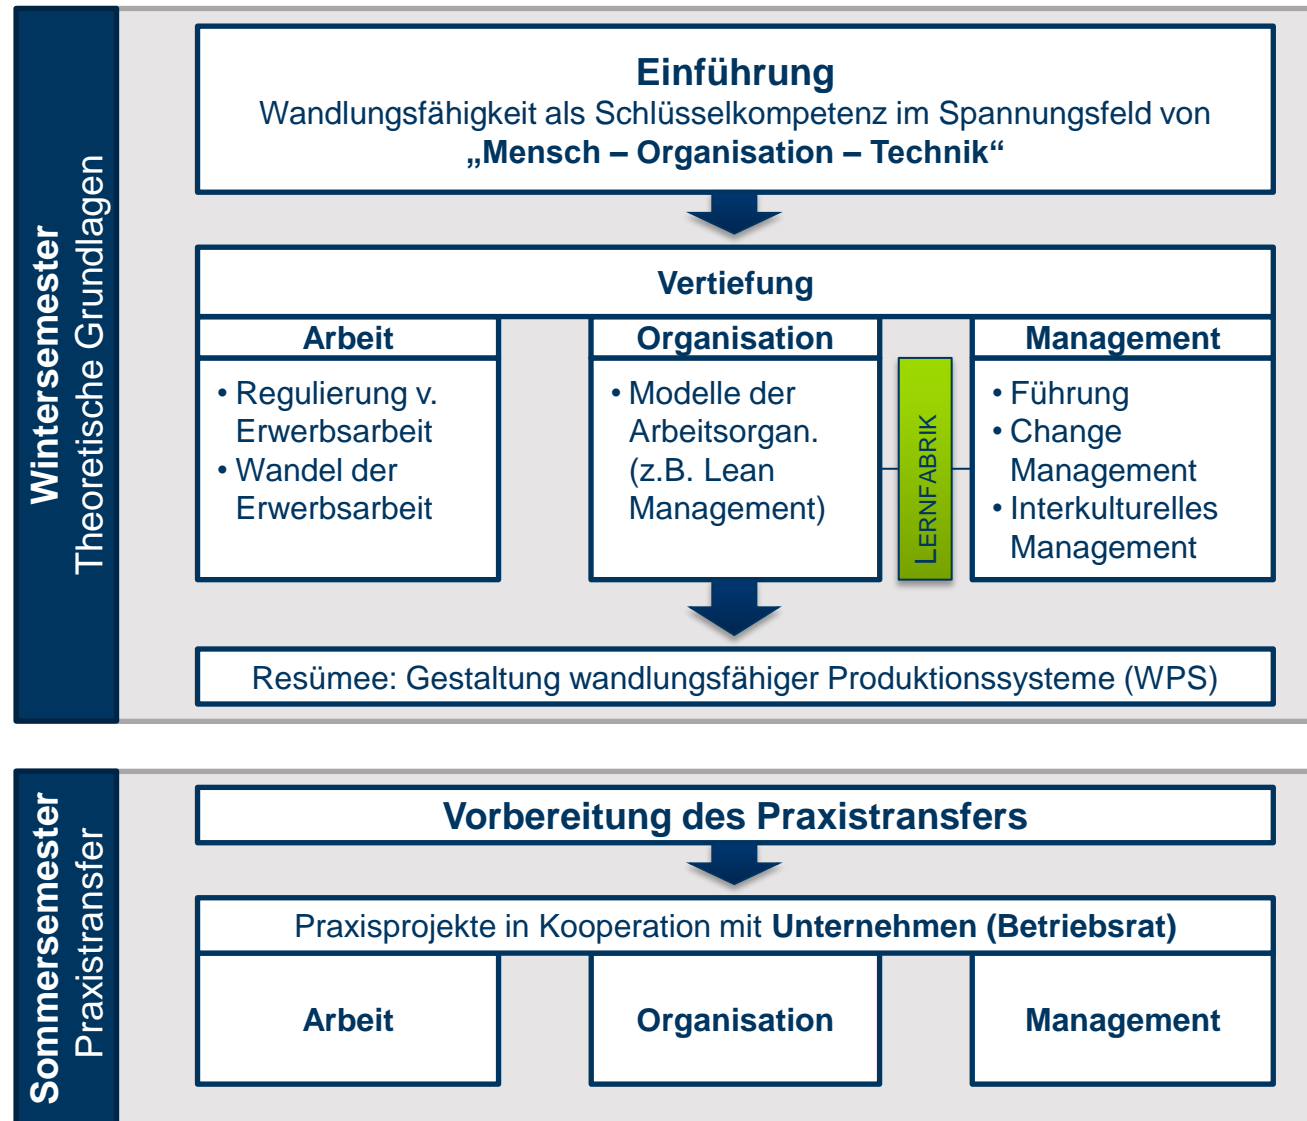 Wintersemester
Theoretische Grundlagen
Einführung
Wandlungsfähigkeit als Schlüsselkompetenz im Spannungsfeld von
„Mensch – Organisation – Technik“
Vertiefung
Arbeit
• Regulierung v.
Erwerbsarbeit
• Wandel der
Erwerbsarbeit
Organisation
• Modelle der
Arbeitsorgan.
(z.B. Lean
Management)
LERNFABRIK
Management
• Führung
• Change
Management
• Interkulturelles
Management
Resümee: Gestaltung wandlungsfähiger Produktionssysteme (WPS)
Sommersemester
Praxistransfer
Vorbereitung des Praxistransfers
Praxisprojekte in Kooperation mit Unternehmen (Betriebsrat)
Arbeit
Organisation
Management